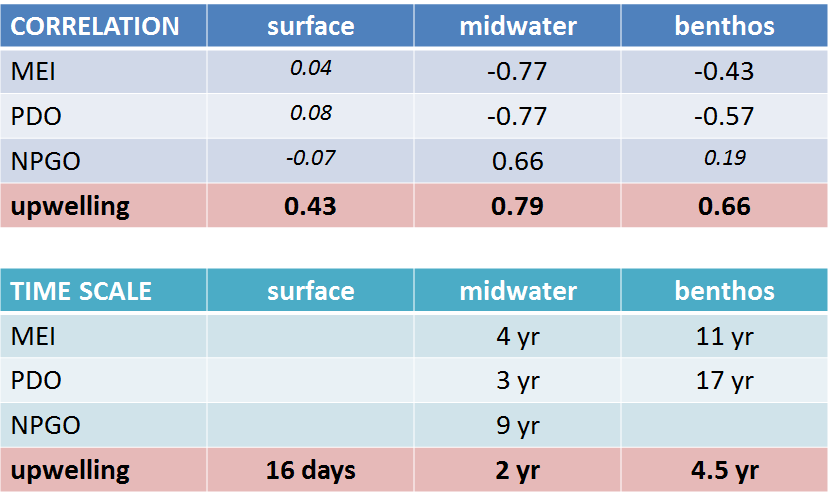 CORRELATION surface midwater benthos
MEI 0.04 -0.77 -0.43
PDO 0.08 -0.77 -0.57
NPGO -0.07 0.66 0.19
upwelling 0.43 0.79 0.66
TIME SCALE surface midwater benthos
MEI 4 yr 11 yr
PDO 3 yr 17 yr
NPGO 9 yr
upwelling 16 days 2 yr 4.5 yr